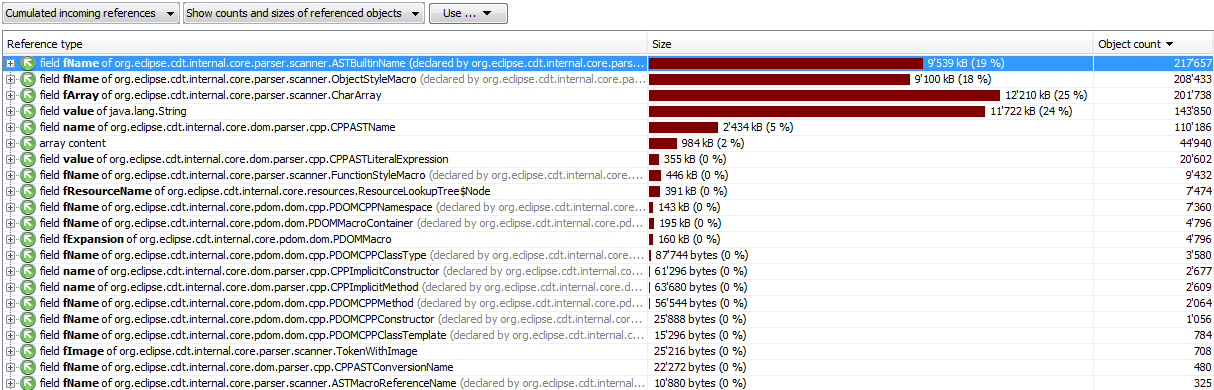 Cumulated incoming references Show counts and sizes of referenced objects Use ...
Reference type Size Object count
field fName of org.eclipse.cdt.internal.core.parser.scanner.ASTBuiltinName (declared by org.eclipse.cdt.internal.core.pars... 9'539 kB (19 %) 217'657
field fName of org.eclipse.cdt.internal.core.parser.scanner.ObjectStyleMacro (declared by org.eclipse.cdt.internal.core.pa... 9'100 kB (18 %) 208'433
field fArray of org.eclipse.cdt.internal.core.parser.scanner.CharArray 12'210 kB (25 %) 201'738
field value of java.lang.String 11'722 kB (24 %) 143'850
field name of org.eclipse.cdt.internal.core.dom.parser.cpp.CPPASTName 2'434 kB (5 %) 110'186
array content 984 kB (2 %) 44'940
field value of org.eclipse.cdt.internal.core.dom.parser.cpp.CPPASTLiteralExpression 355 kB (0 %) 20'602
field fName of org.eclipse.cdt.internal.core.parser.scanner.FunctionStyleMacro (declared by org.eclipse.cdt.internal.core.... 446 kB (0 %) 9'432
field fResourceName of org.eclipse.cdt.internal.core.resources.ResourceLookupTree$Node 391 kB (0 %) 7'474
field fName of org.eclipse.cdt.internal.core.pdom.dom.cpp.PDOMCPPNamespace (declared by org.eclipse.cdt.internal.core.... 143 kB (0 %) 7'360
field fName of org.eclipse.cdt.internal.core.pdom.dom.PDOMMacroContainer (declared by org.eclipse.cdt.internal.core.pd... 195 kB (0 %) 4'796
field fExpansion of org.eclipse.cdt.internal.core.pdom.dom.PDOMMacro 160 kB (0 %) 4'796
field fName of org.eclipse.cdt.internal.core.pdom.dom.cpp.PDOMCPPClassType (declared by org.eclipse.cdt.internal.core.... 87'744 bytes (0 %) 3'580
field name of org.eclipse.cdt.internal.core.dom.parser.cpp.CPPImplicitConstructor (declared by org.eclipse.cdt.internal.... 61'296 bytes (0 %) 2'677
field name of org.eclipse.cdt.internal.core.dom.parser.cpp.CPPImplicitMethod (declared by org.eclipse.cdt.internal.core.d... 63'680 bytes (0 %) 2'609
field fName of org.eclipse.cdt.internal.core.pdom.dom.cpp.PDOMCPPMethod (declared by org.eclipse.cdt.internal.core.pd... 56'544 bytes (0 %) 2'064
field fName of org.eclipse.cdt.internal.core.pdom.dom.cpp.PDOMCPPConstructor (declared by org.eclipse.cdt.internal.cor... 25'888 bytes (0 %) 1'056
field fName of org.eclipse.cdt.internal.core.pdom.dom.cpp.PDOMCPPClassTemplate (declared by org.eclipse.cdt.internal.... 15'296 bytes (0 %) 784
field fImage of org.eclipse.cdt.internal.core.parser.scanner.TokenWithImage 25'216 bytes (0 %) 708
field fName of org.eclipse.cdt.internal.core.dom.parser.cpp.CPPASTConversionName 22'272 bytes (0 %) 480
field fName of org.eclipse.cdt.internal.core.parser.scanner.ASTMacroReferenceName (declared by org.eclipse.cdt.internal.... 10'880 bytes (0 %) 325